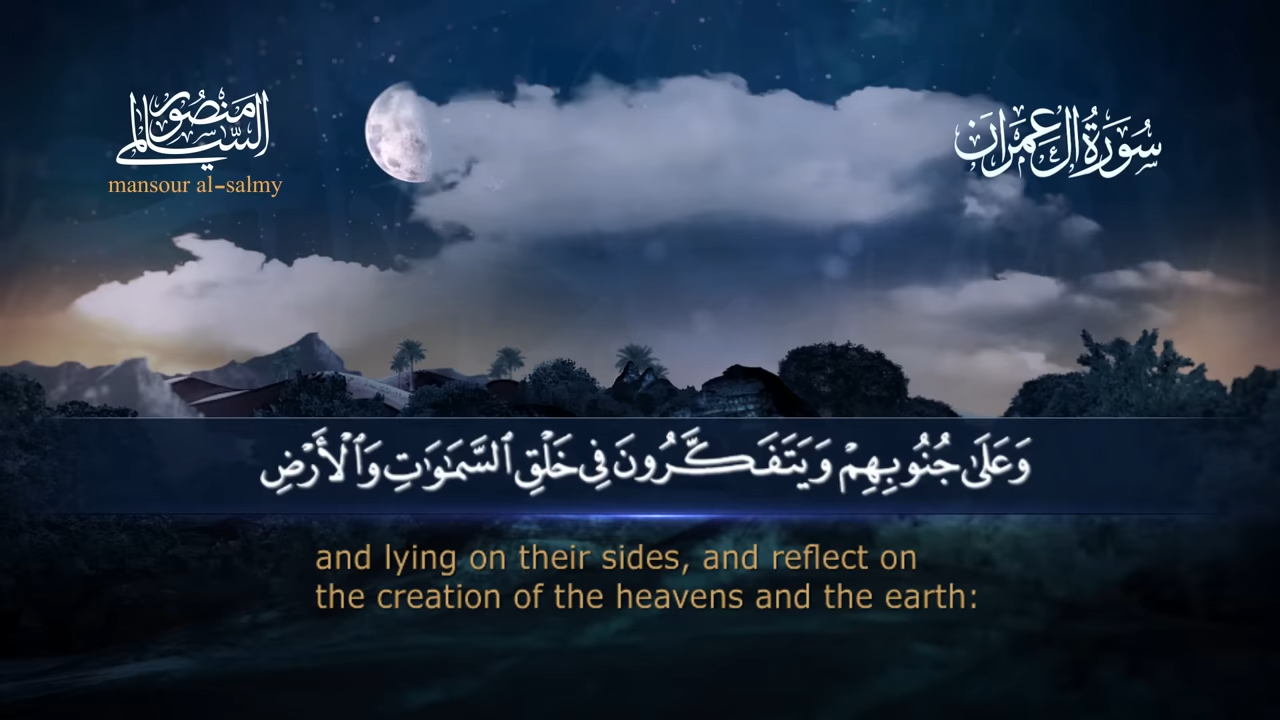 منصور
السالمي
mansour al-salmy
سُورَةُ آلِ عِمْرَان
وَعَلَىٰ جُنُوبِهِمْ وَيَتَفَكَّرُونَ فِى خَلْقِ ٱلسَّمَـٰوَٰتِ وَٱلْأَرْضِ
and lying on their sides, and reflect on
the creation of the heavens and the earth: